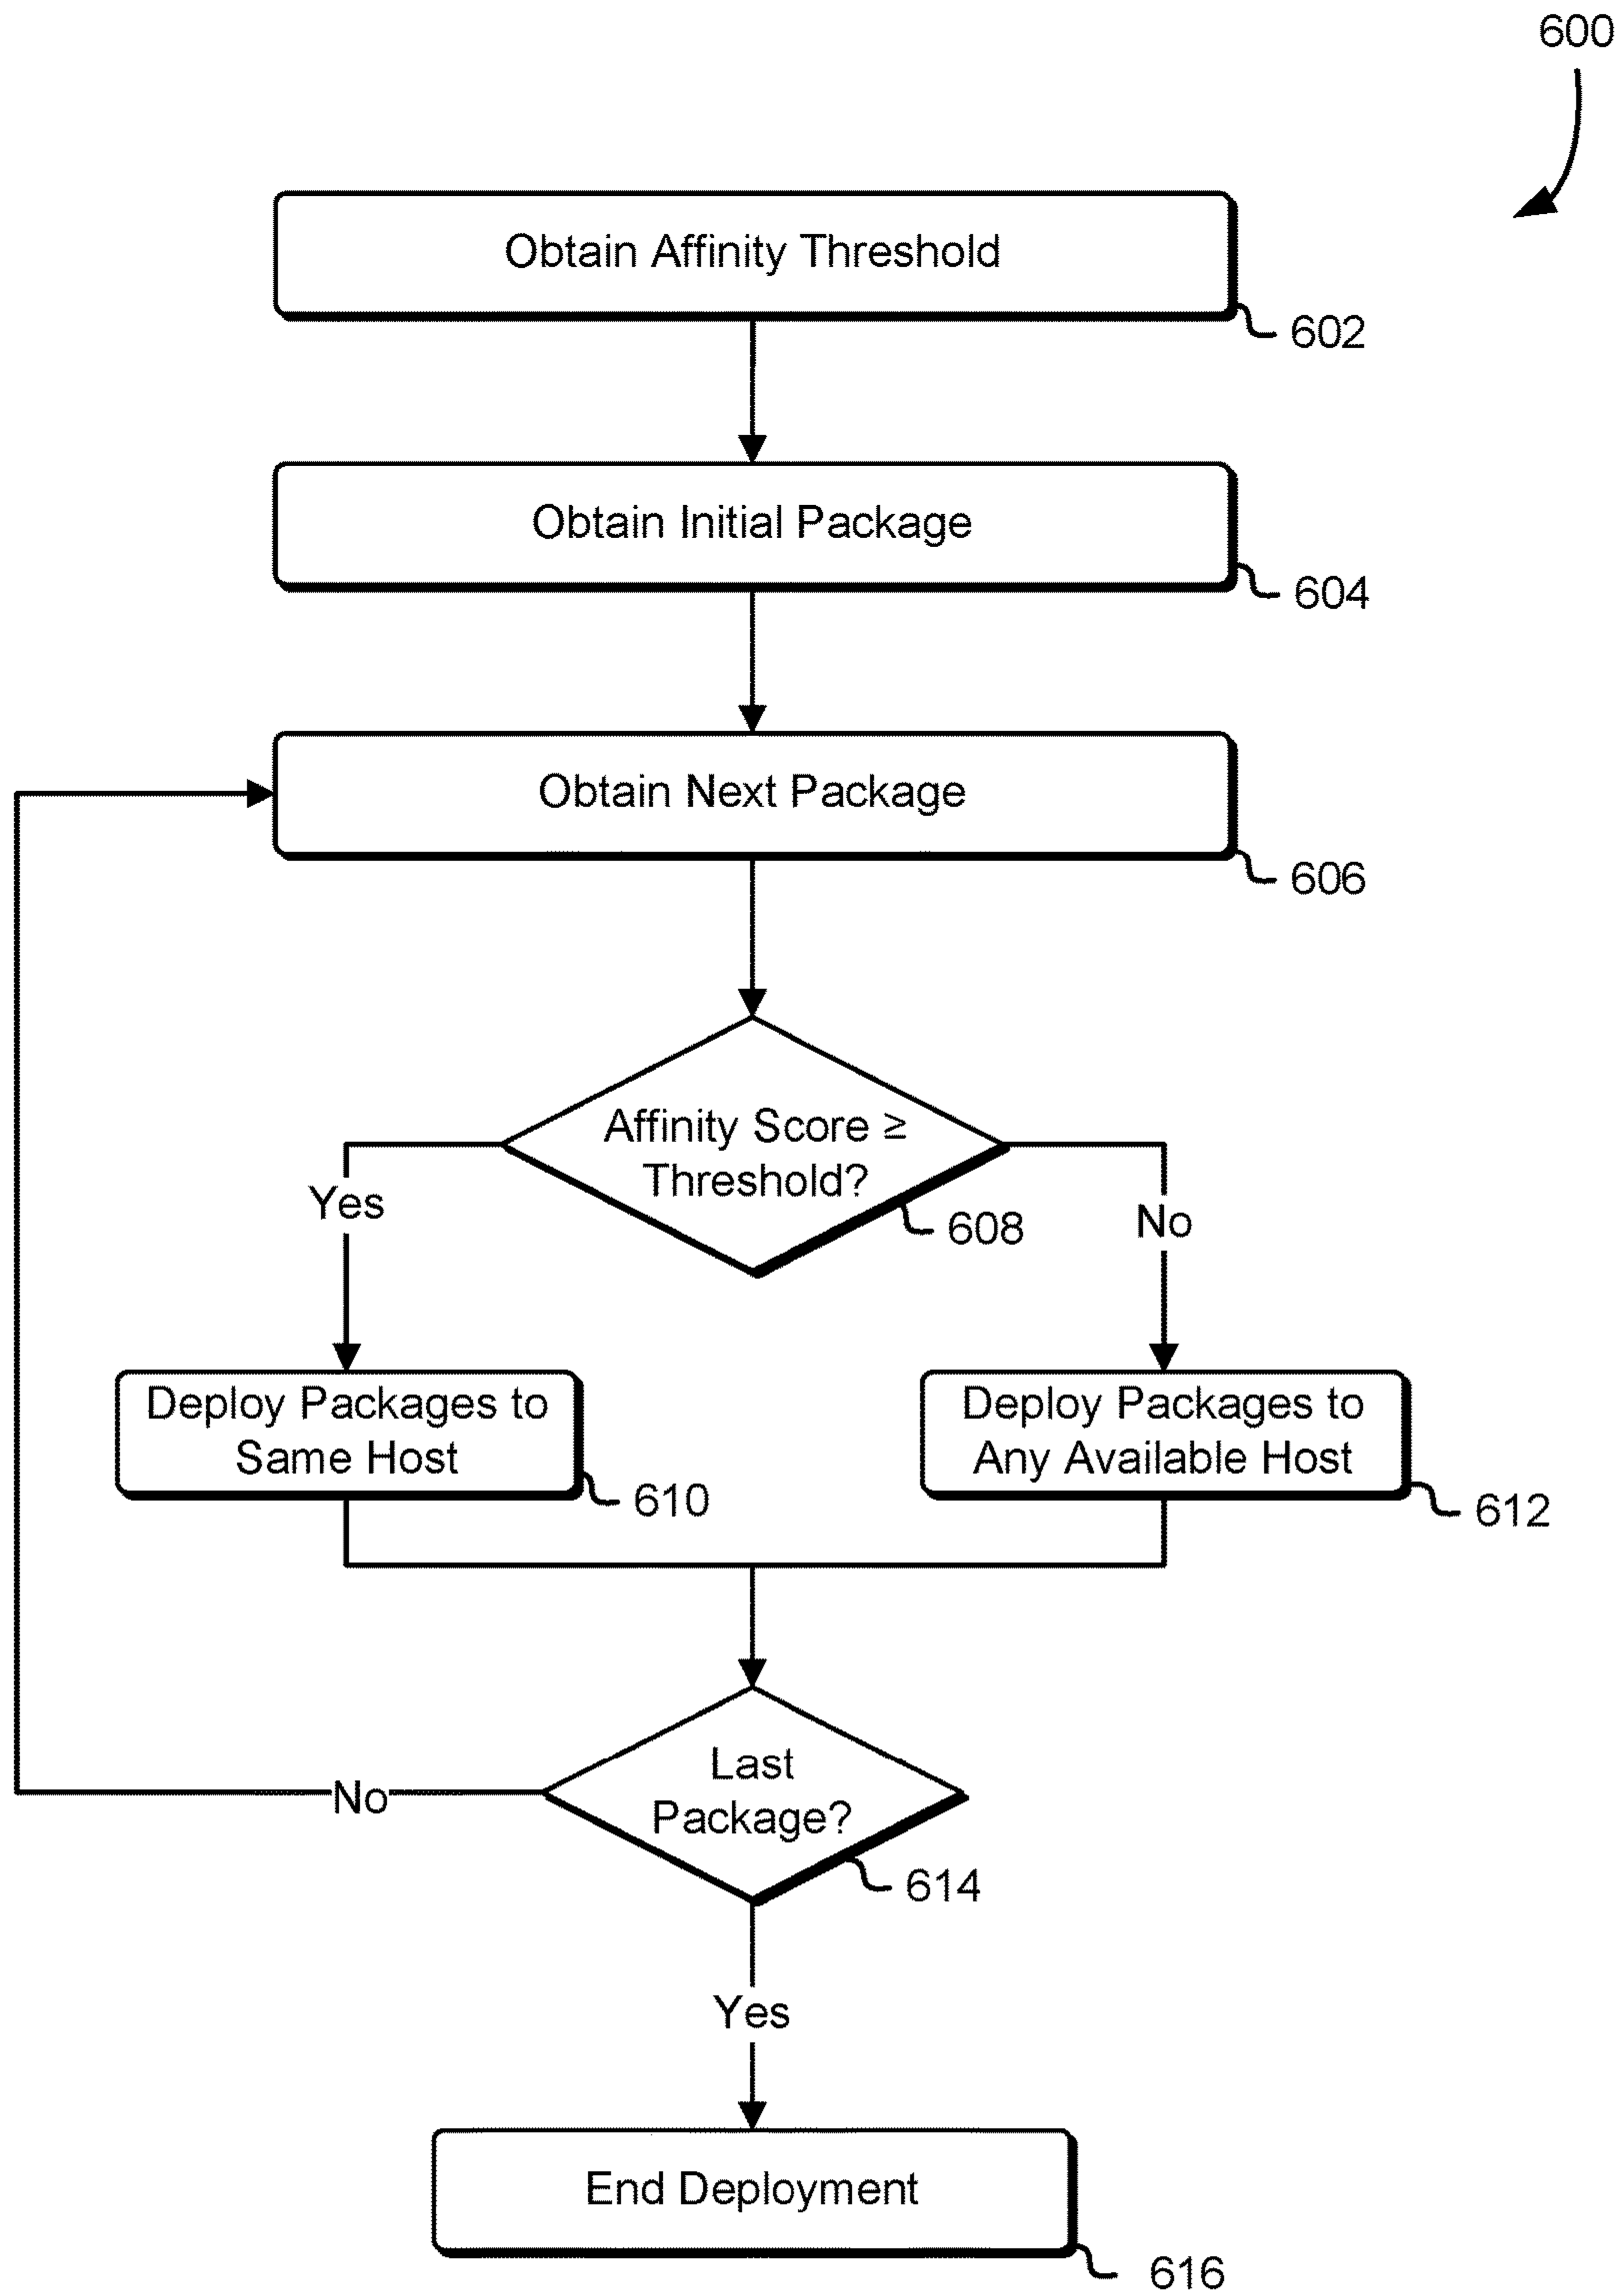 600
Obtain Affinity Threshold
602
Obtain Initial Package
604
Obtain Next Package
606
Affinity Score ≥
Threshold?
608
Yes
No
Deploy Packages to
Same Host
610
Deploy Packages to
Any Available Host
612
Last
Package?
614
No
Yes
End Deployment
616